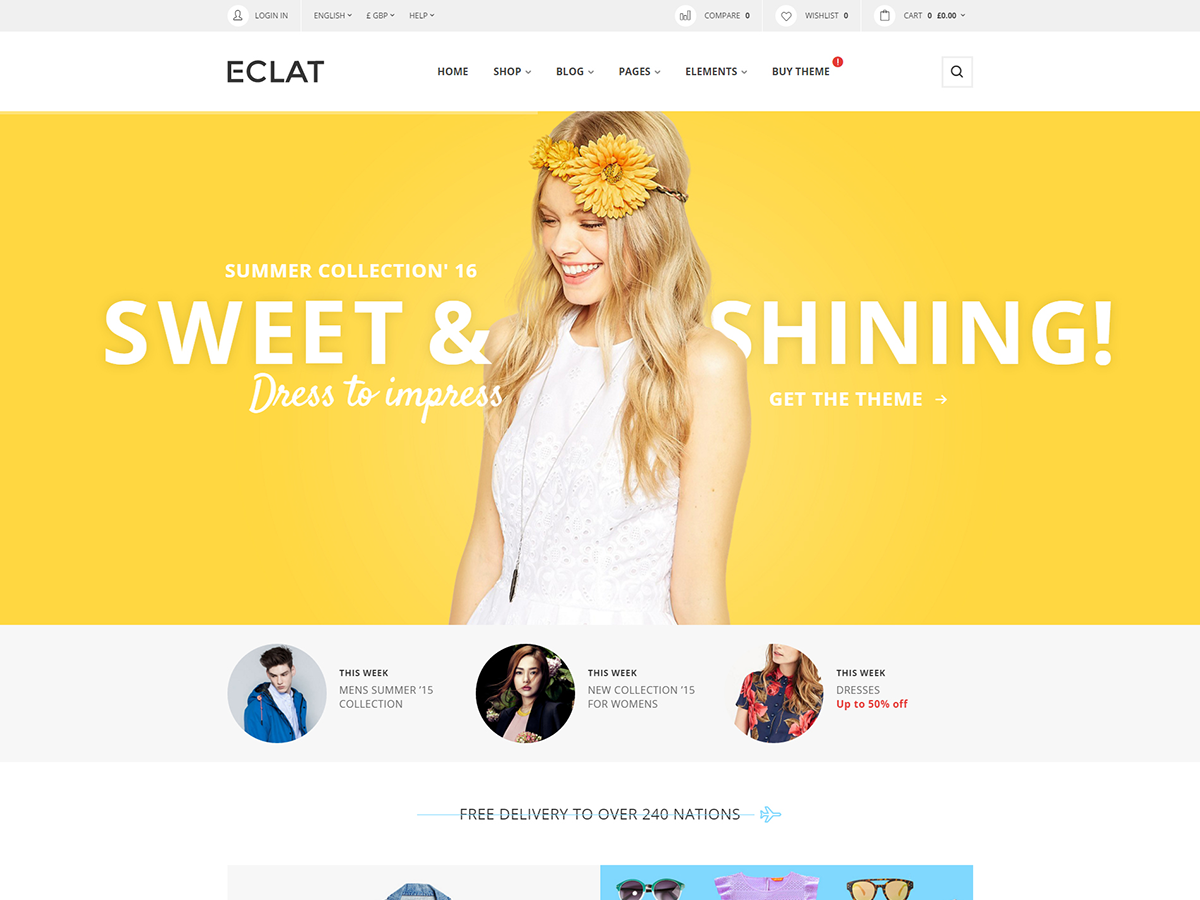 LOGIN IN
ENGLISH
£ GBP
HELP
COMPARE 0
WISHLIST 0
CART 0 £0.00
ECLAT
HOME
SHOP
BLOG
PAGES
ELEMENTS
BUY THEME
!
SUMMER COLLECTION' 16
SWEET & SHINING!
Dress to impress
GET THE THEME →
THIS WEEK
MENS SUMMER '15
COLLECTION
THIS WEEK
NEW COLLECTION '15
FOR WOMENS
THIS WEEK
DRESSES
Up to 50% off
FREE DELIVERY TO OVER 240 NATIONS